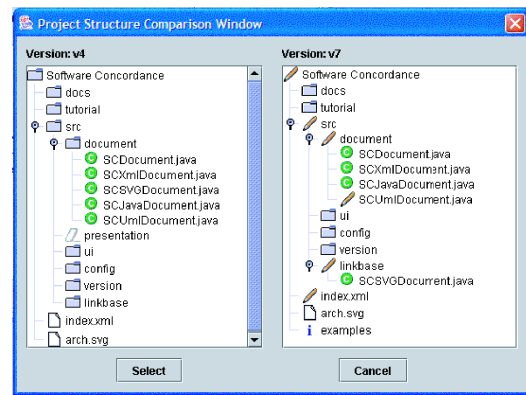 Project Structure Comparison Window
Version: v4
Software Concordance
docs
tutorial
src
document
SCDocument.java
SCXmlDocument.java
SCSVGDocument.java
SCJavaDocument.java
SCUmlDocument.java
presentation
ui
config
version
linkbase
index.xml
arch.svg
Select
Version: v7
Software Concordance
docs
tutorial
src
document
SCDocument.java
SCXmlDocument.java
SCJavaDocument.java
SCUmlDocument.java
ui
config
version
linkbase
SCSVGDocument.java
index.xml
arch.svg
examples
Cancel